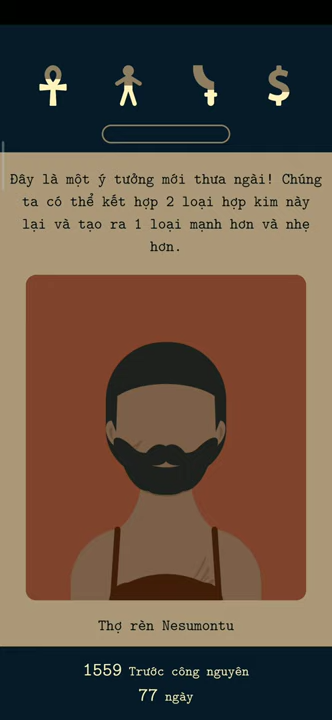 Đây là một ý tưởng mới thưa ngài! Chúng
ta có thể kết hợp 2 loại hợp kim này
lại và tạo ra 1 loại mạnh hơn và nhẹ
hơn.
Thợ rèn Nesumontu
1559 Trước công nguyên
77 ngày